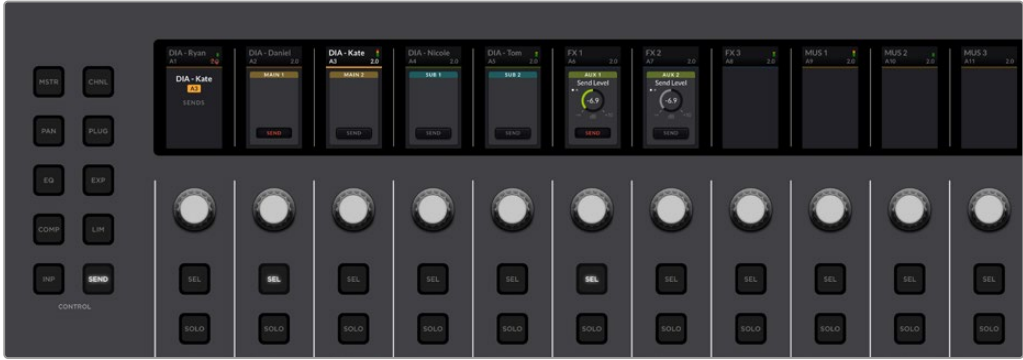 DIA - Ryan
A1 2.0
DIA - Kate
A3
SENDS
DIA - Daniel
A2 2.0
MAIN 1
SEND
DIA - Kate
A3 2.0
MAIN 2
SEND
DIA - Nicole
A4 2.0
SUB 1
SEND
DIA - Tom
A5 2.0
SUB 2
SEND
FX 1
A6 2.0
AUX 1
Send Level
-6.9
SEND
FX 2
A7 2.0
AUX 2
Send Level
-6.9
SEND
FX 3
A8 2.0
MUS 1
A9 2.0
MUS 2
A10 2.0
MUS 3
A11 2.0
MSTR CHNL
PAN PLUG
EQ EXP
COMP LIM
INP SEND
CONTROL
SEL SEL SEL SEL SEL SEL SEL SEL SEL SEL SEL
SOLO SOLO SOLO SOLO SOLO SOLO SOLO SOLO SOLO SOLO SOLO